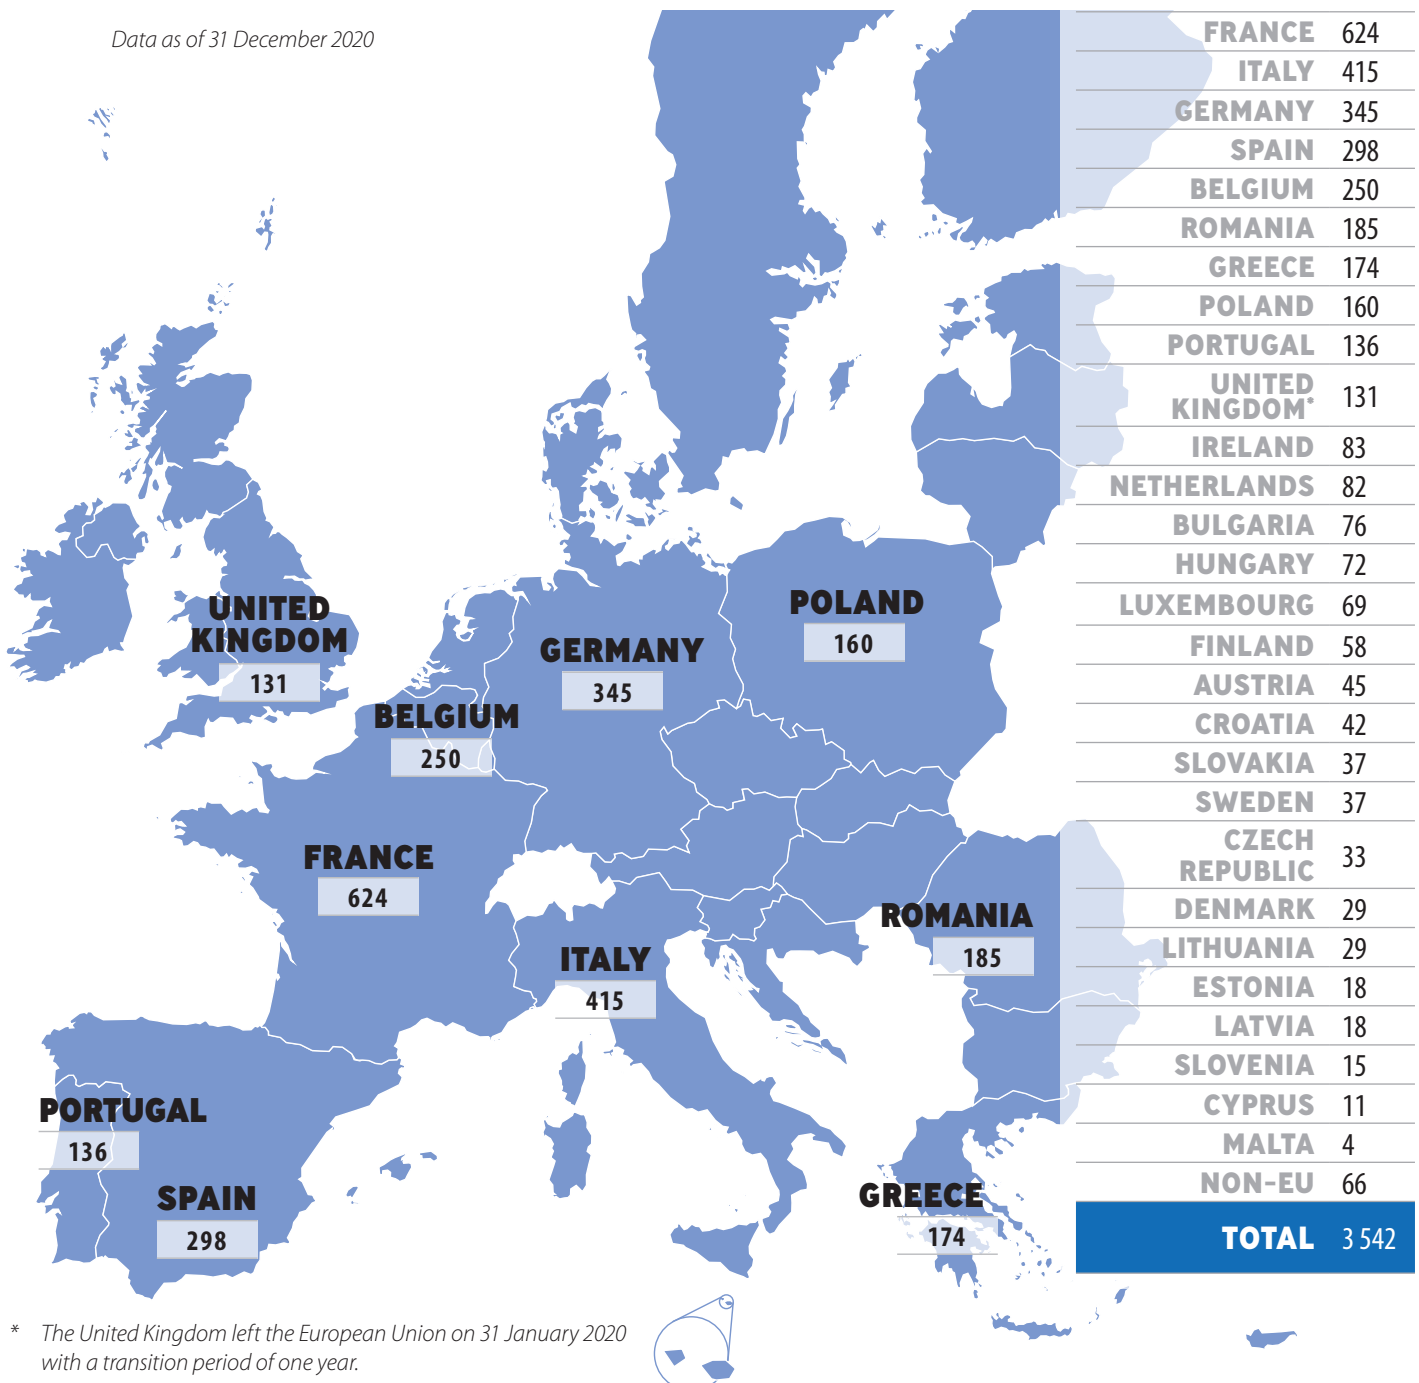 Data as of 31 December 2020
UNITED
KINGDOM
131
BELGIUM
250
GERMANY
345
POLAND
160
FRANCE
624
ITALY
415
ROMANIA
185
PORTUGAL
136
SPAIN
298
GREECE
174
FRANCE 624
ITALY 415
GERMANY 345
SPAIN 298
BELGIUM 250
ROMANIA 185
GREECE 174
POLAND 160
PORTUGAL 136
UNITED
KINGDOM* 131
IRELAND 83
NETHERLANDS 82
BULGARIA 76
HUNGARY 72
LUXEMBOURG 69
FINLAND 58
AUSTRIA 45
CROATIA 42
SLOVAKIA 37
SWEDEN 37
CZECH
REPUBLIC 33
DENMARK 29
LITHUANIA 29
ESTONIA 18
LATVIA 18
SLOVENIA 15
CYPRUS 11
MALTA 4
NON-EU 66
TOTAL 3 542
* The United Kingdom left the European Union on 31 January 2020
with a transition period of one year.